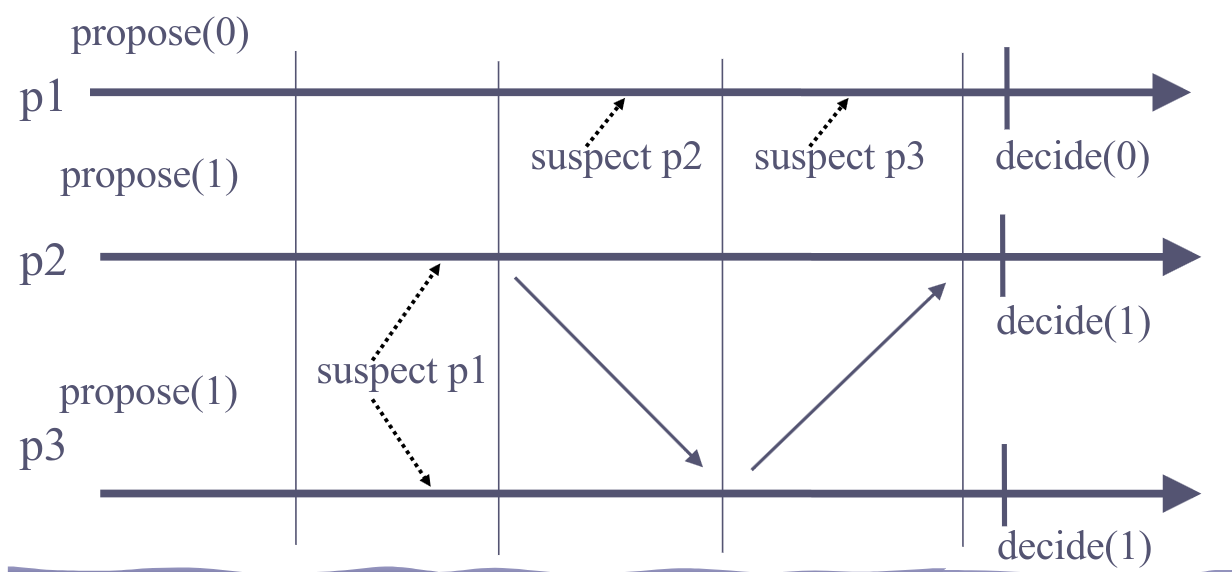 propose(0)
p1
suspect p2
suspect p3
decide(0)
propose(1)
p2
decide(1)
suspect p1
propose(1)
p3
decide(1)